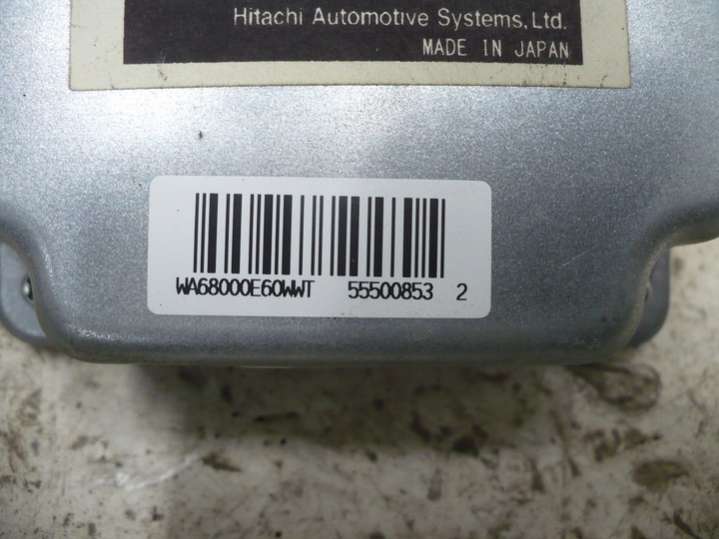 Hitachi Automotive Systems, Ltd.
MADE IN JAPAN
WA68000E60WWT 55500853 2